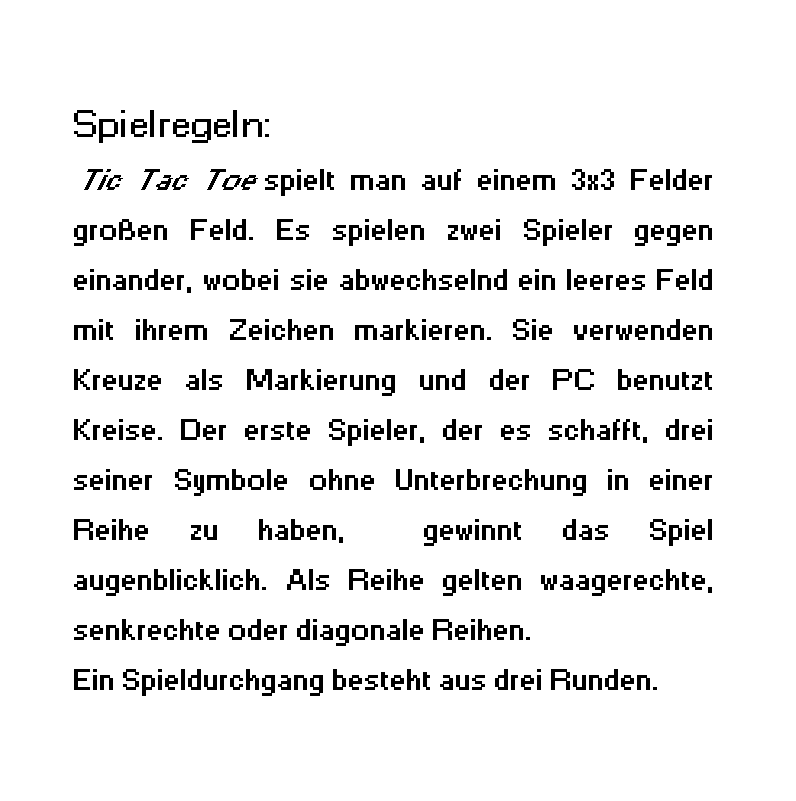 Spielregeln:
Tic Tac Toe spielt man auf einem 3x3 Felder
großen Feld. Es spielen zwei Spieler gegen
einander, wobei sie abwechselnd ein leeres Feld
mit ihrem Zeichen markieren. Sie verwenden
Kreuze als Markierung und der PC benutzt
Kreise. Der erste Spieler, der es schafft, drei
seiner Symbole ohne Unterbrechung in einer
Reihe zu haben, gewinnt das Spiel
augenblicklich. Als Reihe gelten waagerechte,
senkrechte oder diagonale Reihen.
Ein Spieldurchgang besteht aus drei Runden.